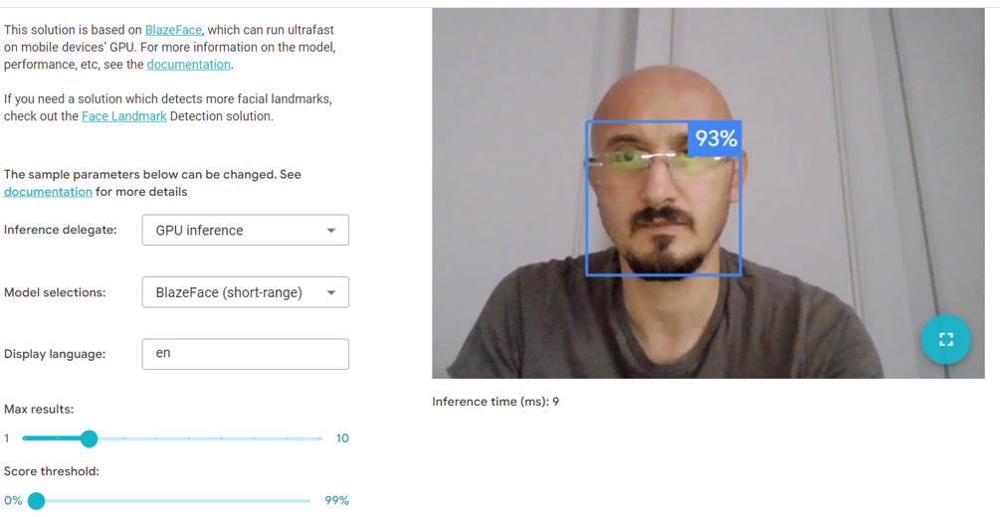 This solution is based on BlazeFace, which can run ultrafast
on mobile devices' GPU. For more information on the model,
performance, etc, see the documentation.
If you need a solution which detects more facial landmarks,
check out the Face Landmark Detection solution.
The sample parameters below can be changed. See
documentation for more details
Inference delegate: GPU inference
Model selections: BlazeFace (short-range)
Display language: en
Max results:
1 10
Score threshold:
0% 99%
93%
Inference time (ms): 9